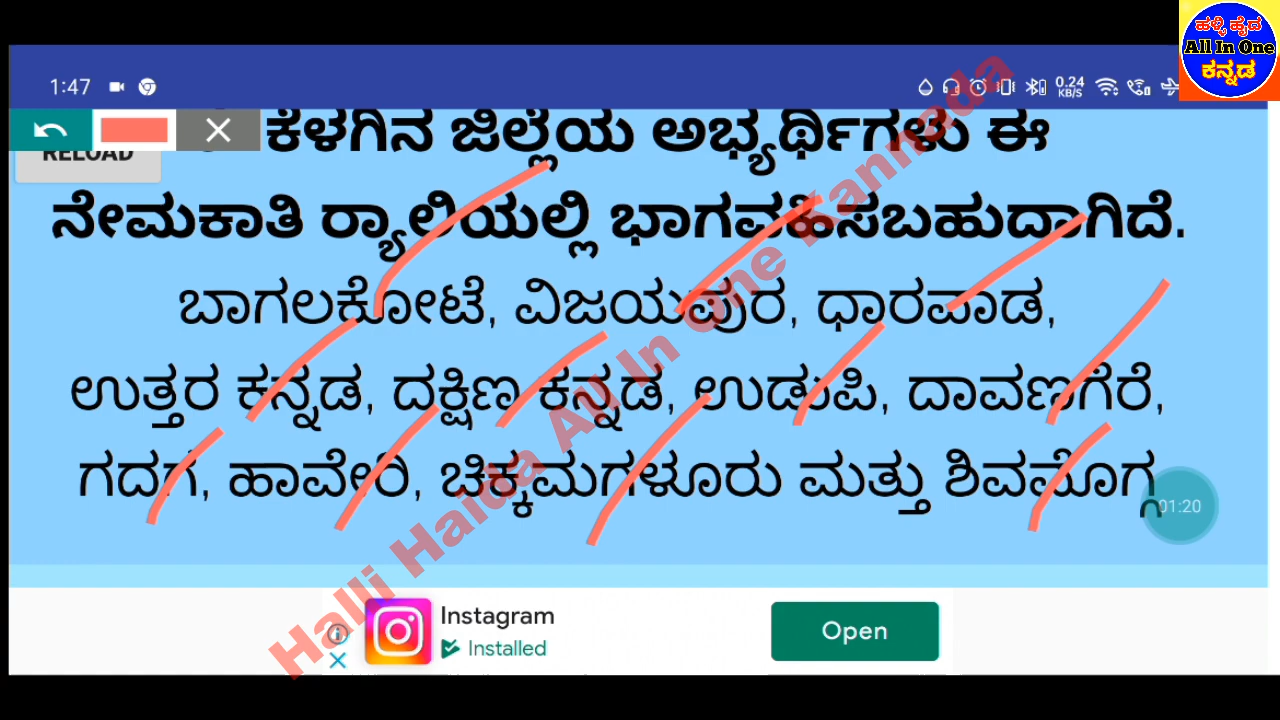 ಹಳ್ಳಿ ಹೈದ
All In One
ಕನ್ನಡ
1:47
0.24
KB/S
RELOAD
ಕೆಳಗಿನ ಜಿಲ್ಲೆಯ ಅಭ್ಯರ್ಥಿಗಳು ಈ
ನೇಮಕಾತಿ ರ‍್ಯಾಲಿಯಲ್ಲಿ ಭಾಗವಹಿಸಬಹುದಾಗಿದೆ.
ಬಾಗಲಕೋಟೆ, ವಿಜಯಪುರ, ಧಾರವಾಡ,
ಉತ್ತರ ಕನ್ನಡ, ದಕ್ಷಿಣ ಕನ್ನಡ, ಉಡುಪಿ, ದಾವಣಗೆರೆ,
ಗದಗ, ಹಾವೇರಿ, ಚಿಕ್ಕಮಗಳೂರು ಮತ್ತು ಶಿವಮೊಗ್ಗ
01:20
Halli Haida All In One Kannada
Instagram
Installed
Open